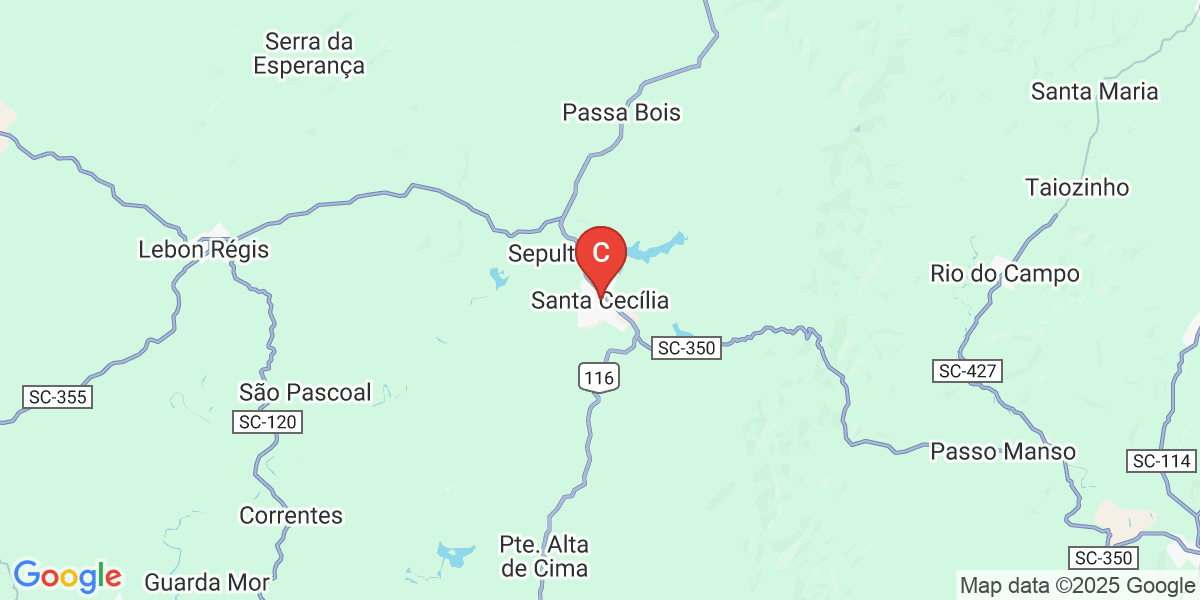 Serra da
Esperança
Passa Bois
Santa Maria
Taiozinho
Lebon Régis
Sepult
C
Rio do Campo
Santa Cecília
SC-350
116
SC-427
SC-355
São Pascoal
SC-120
Passo Manso
SC-114
Correntes
Pte. Alta
de Cima
SC-350
Google
Guarda Mor
Map data ©2025 Google